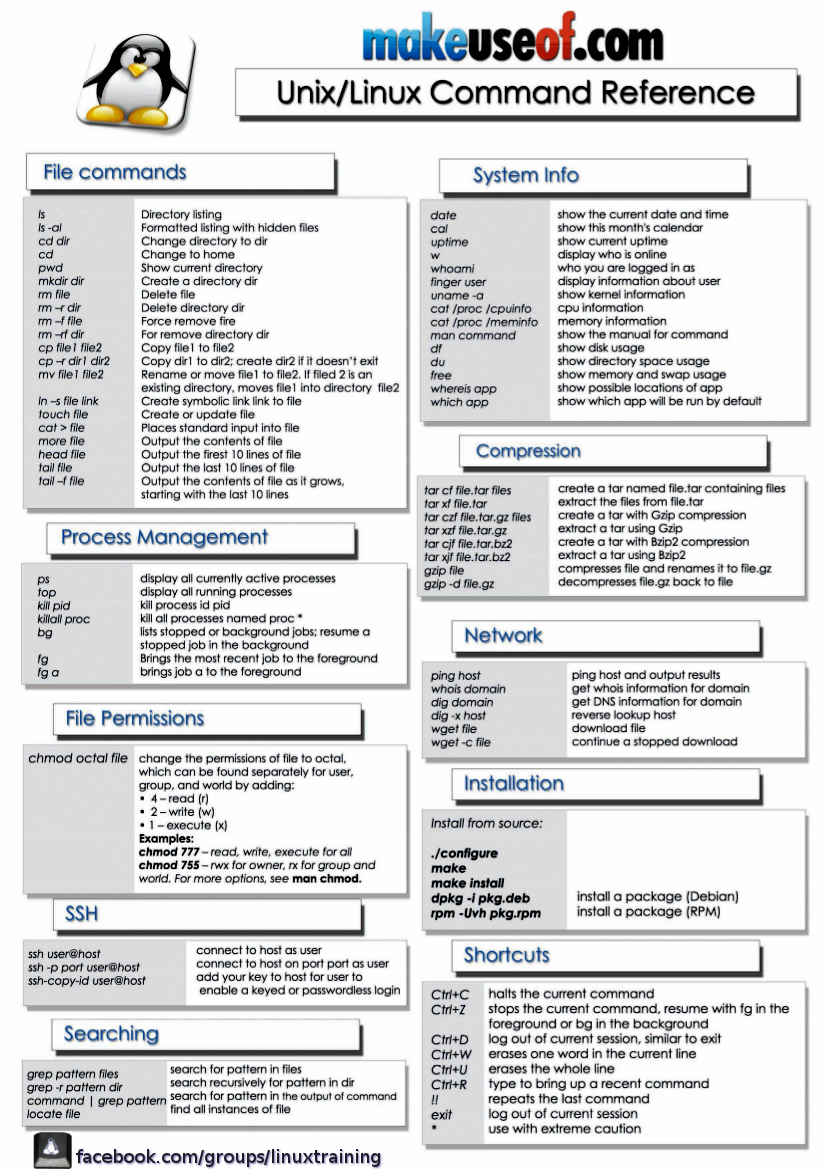 makeuseof.com
Unix/Linux Command Reference
File commands
ls Directory listing
ls -al Formatted listing with hidden files
cd dir Change directory to dir
cd Change to home
pwd Show current directory
mkdir dir Create a directory dir
rm file Delete file
rm –r dir Delete directory dir
rm –f file Force remove fire
rm –rf dir For remove directory dir
cp file1 file2 Copy file1 to file2
cp –r dir1 dir2 Copy dir1 to dir2; create dir2 if it doesn't exit
mv file1 file2 Rename or move file1 to file2. If filed 2 is an
existing directory, moves file1 into directory file2
ln –s file link Create symbolic link link to file
touch file Create or update file
cat > file Places standard input into file
more file Output the contents of file
head file Output the firest 10 lines of file
tail file Output the last 10 lines of file
tail –f file Output the contents of file as it grows,
starting with the last 10 lines
Process Management
ps display all currently active processes
top display all running processes
kill pid kill process id pid
killall proc kill all processes named proc *
bg lists stopped or background jobs; resume a
stopped job in the background
fg Brings the most recent job to the foreground
fg a brings job a to the foreground
File Permissions
chmod octal file change the permissions of file to octal,
which can be found separately for user,
group, and world by adding:
• 4 – read (r)
• 2 – write (w)
• 1 – execute (x)
Examples:
chmod 777 – read, write, execute for all
chmod 755 – rwx for owner, rx for group and
world. For more options, see man chmod.
SSH
ssh user@host connect to host as user
ssh -p port user@host connect to host on port port as user
ssh-copy-id user@host add your key to host for user to
enable a keyed or passwordless login
Searching
grep pattern files search for pattern in files
grep -r pattern dir search recursively for pattern in dir
command | grep pattern search for pattern in the output of command
locate file find all instances of file
facebook.com/groups/linuxtraining
System Info
date show the current date and time
cal show this month's calendar
uptime show current uptime
w display who is online
whoami who you are logged in as
finger user display information about user
uname -a show kernel information
cat /proc /cpuinfo cpu information
cat /proc /meminfo memory information
man command show the manual for command
df show disk usage
du show directory space usage
free show memory and swap usage
whereis app show possible locations of app
which app show which app will be run by default
Compression
tar cf file.tar files create a tar named file.tar containing files
tar xf file.tar extract the files from file.tar
tar czf file.tar.gz files create a tar with Gzip compression
tar xzf file.tar.gz extract a tar using Gzip
tar cjf file.tar.bz2 create a tar with Bzip2 compression
tar xjf file.tar.bz2 extract a tar using Bzip2
gzip file compresses file and renames it to file.gz
gzip -d file.gz decompresses file.gz back to file
Network
ping host ping host and output results
whois domain get whois information for domain
dig domain get DNS information for domain
dig -x host reverse lookup host
wget file download file
wget -c file continue a stopped download
Installation
Install from source:
./configure
make
make install
dpkg -i pkg.deb install a package (Debian)
rpm -Uvh pkg.rpm install a package (RPM)
Shortcuts
Ctrl+C halts the current command
Ctrl+Z stops the current command, resume with fg in the
foreground or bg in the background
Ctrl+D log out of current session, similar to exit
Ctrl+W erases one word in the current line
Ctrl+U erases the whole line
Ctrl+R type to bring up a recent command
!! repeats the last command
exit log out of current session
* use with extreme caution